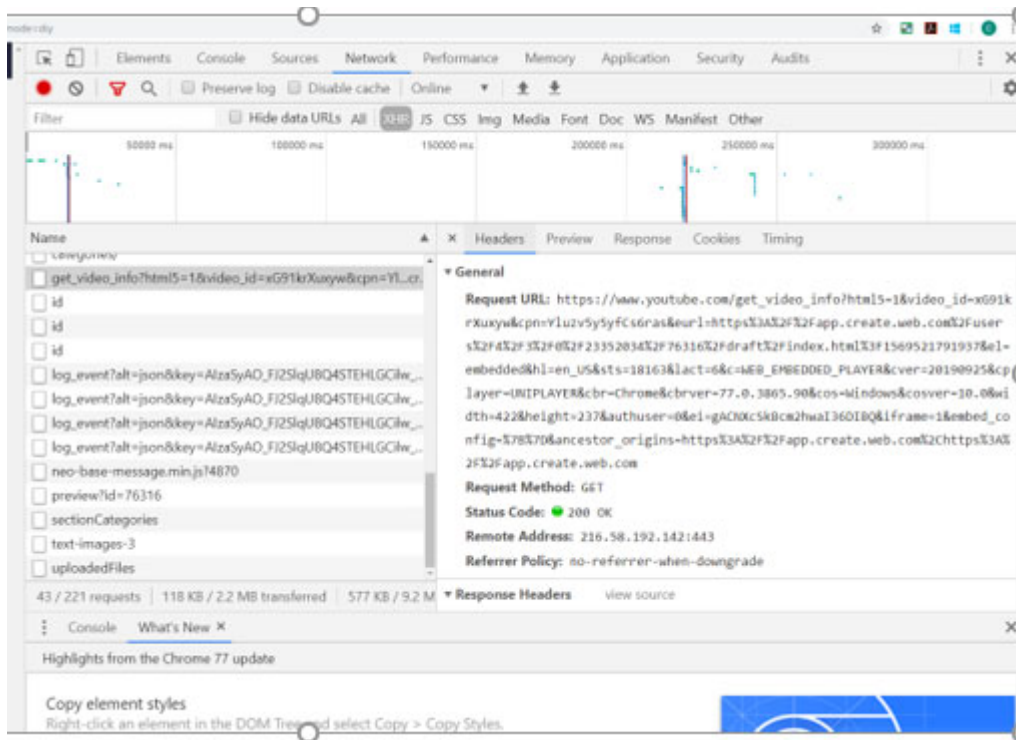 mode=diy
Elements Console Sources Network Performance Memory Application Security Audits
Preserve log Disable cache Online
Filter Hide data URLs All XHR JS CSS Img Media Font Doc WS Manifest Other
50000 ms 100000 ms 150000 ms 200000 ms 250000 ms 300000 ms
Name
Headers Preview Response Cookies Timing
categories/
get_video_info?html5=1&video_id=xG91krXuxyw&cpn=Yl...cr.
id
id
id
log_event?alt=json&key=AIzaSyAO_FJ2SlqU8Q4STEHLGCilw_...
log_event?alt=json&key=AIzaSyAO_FJ2SlqU8Q4STEHLGCilw_...
log_event?alt=json&key=AIzaSyAO_FJ2SlqU8Q4STEHLGCilw_...
log_event?alt=json&key=AIzaSyAO_FJ2SlqU8Q4STEHLGCilw_...
neo-base-message.min.js?4870
preview?id=76316
sectionCategories
text-images-3
uploadedFiles
43 / 221 requests 118 KB / 2.2 MB transferred 577 KB / 9.2 M
General
Request URL: https://www.youtube.com/get_video_info?html5=1&video_id=xG91k
rXuxyw&cpn=Yluzv5y5yfCs6ras&eurl=https%3A%2F%2Fapp.create.web.com%2Fuser
s%2F4%2F3%2F0%2F23352034%2F76316%2Fdraft%2Findex.html%3F1569521791937&el=
embedded&hl=en_US&sts=18163&lact=6&c=WEB_EMBEDDED_PLAYER&cver=20190925&cp
layer=UNIPLAYER&cbr=Chrome&cbrver=77.0.3865.90&cos=Windows&cosver=10.0&wi
dth=422&height=237&authuser=0&ei=gACNXcSkBcm2hwaI36DIBQ&iframe=1&embed_co
nfig=%7B%7D&ancestor_origins=https%3A%2F%2Fapp.create.web.com%2Chttps%3A%
2F%2Fapp.create.web.com
Request Method: GET
Status Code: 200 OK
Remote Address: 216.58.192.142:443
Referrer Policy: no-referrer-when-downgrade
Response Headers view source
Console What's New
Highlights from the Chrome 77 update
Copy element styles
Right-click an element in the DOM Tree and select Copy > Copy Styles.